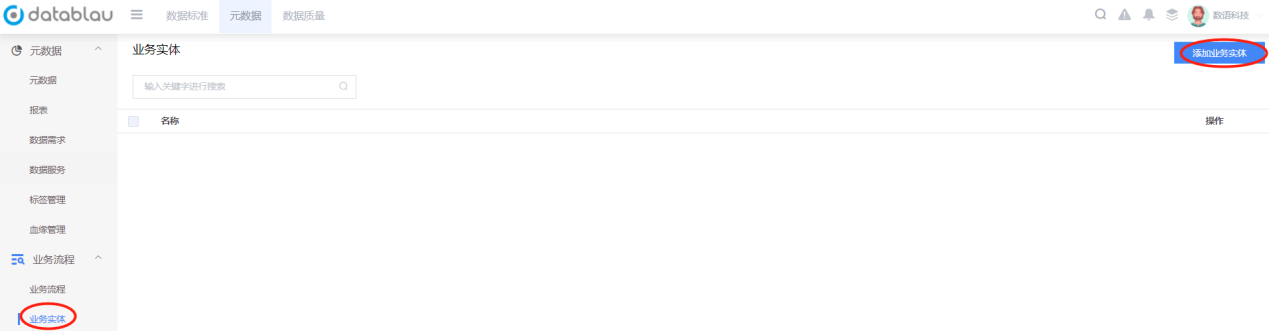 datablau 数据标准 元数据 数据质量 数语科技
元数据
元数据
报表
数据需求
数据服务
标签管理
血缘管理
业务流程
业务流程
业务实体
业务实体 添加业务实体
输入关键字进行搜索
名称 操作